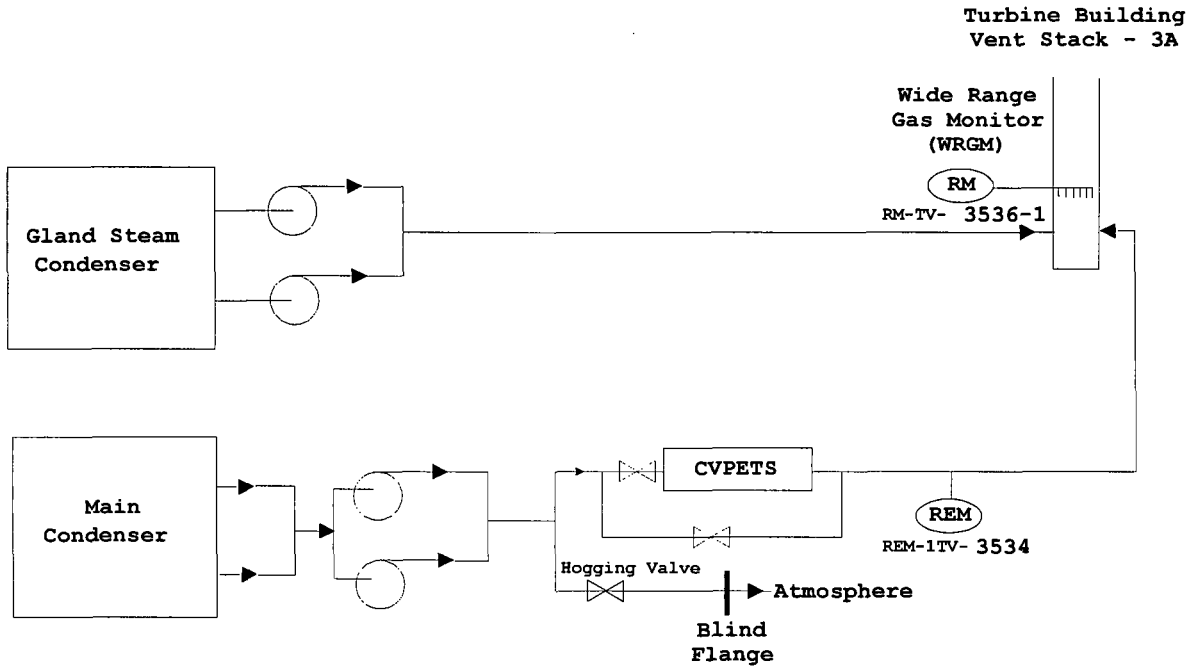 Turbine Building
Vent Stack - 3A
Wide Range
Gas Monitor
(WRGM)
RM
RM-TV- 3536-1
Gland Steam
Condenser
Main
Condenser
CVPETS
REM
REM-1TV- 3534
Hogging Valve
Atmosphere
Blind
Flange